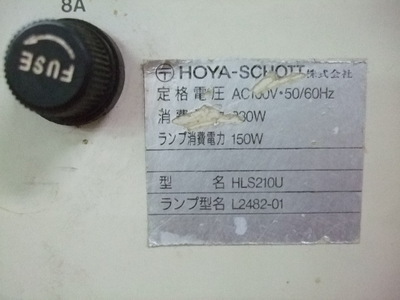 8A
FUSE
HOYA-SCHOTT株式会社
定格電圧 AC100V・50/60Hz
消費
ランプ消費電力 150W
型 名 HLS210U
ランプ型名 L2482-01